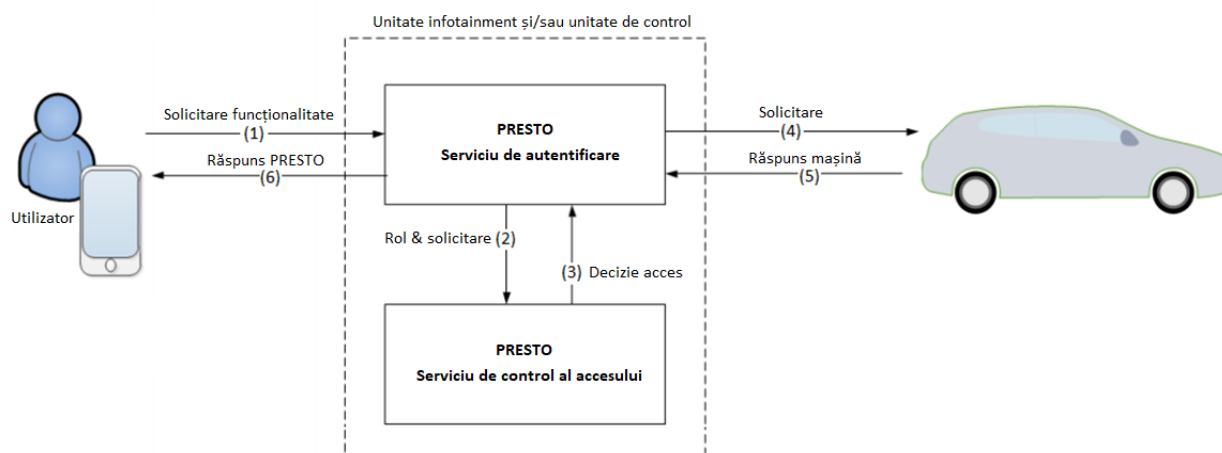 Unitate infotainment și/sau unitate de control
Solicitare funcționalitate
(1)
Răspuns PRESTO
(6)
Utilizator
PRESTO
Serviciu de autentificare
Solicitare
(4)
Răspuns mașină
(5)
Rol & solicitare (2)
(3) Decizie acces
PRESTO
Serviciu de control al accesului